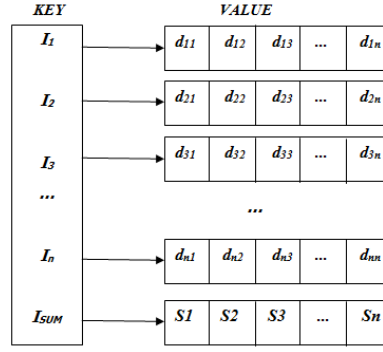 KEY VALUE
I1 d11 d12 d13 ... d1n
I2 d21 d22 d23 ... d2n
I3 d31 d32 d33 ... d3n
... ...
In dn1 dn2 dn3 ... dnn
ISUM S1 S2 S3 ... Sn